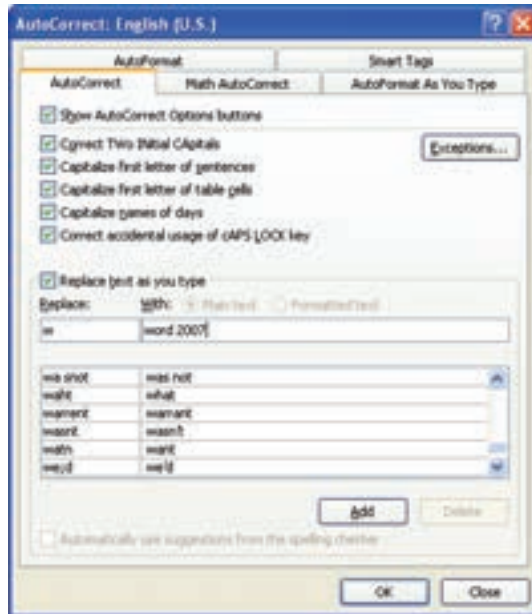 AutoCorrect: English (U.S.)
AutoFormat Smart Tags
AutoCorrect Math AutoCorrect AutoFormat As You Type
Show AutoCorrect Options buttons
Correct TWo INitial CApitals
Exceptions...
Capitalize first letter of sentences
Capitalize first letter of table cells
Capitalize names of days
Correct accidental usage of cAPS LOCK key
Replace text as you type
Replace: With: Plain text Formatted text
w word 2007
wa snot was not
waht what
warrent warrant
wasnt wasn't
watn want
we;d we'd
Add Delete
Automatically use suggestions from the spelling checker
OK Close